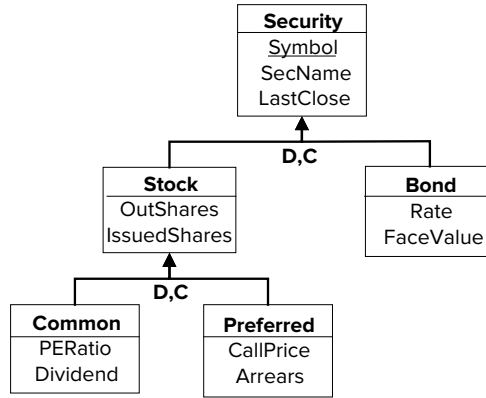 Security
Symbol
SecName
LastClose
D,C
Stock
OutShares
IssuedShares
Bond
Rate
FaceValue
D,C
Common
PERatio
Dividend
Preferred
CallPrice
Arrears